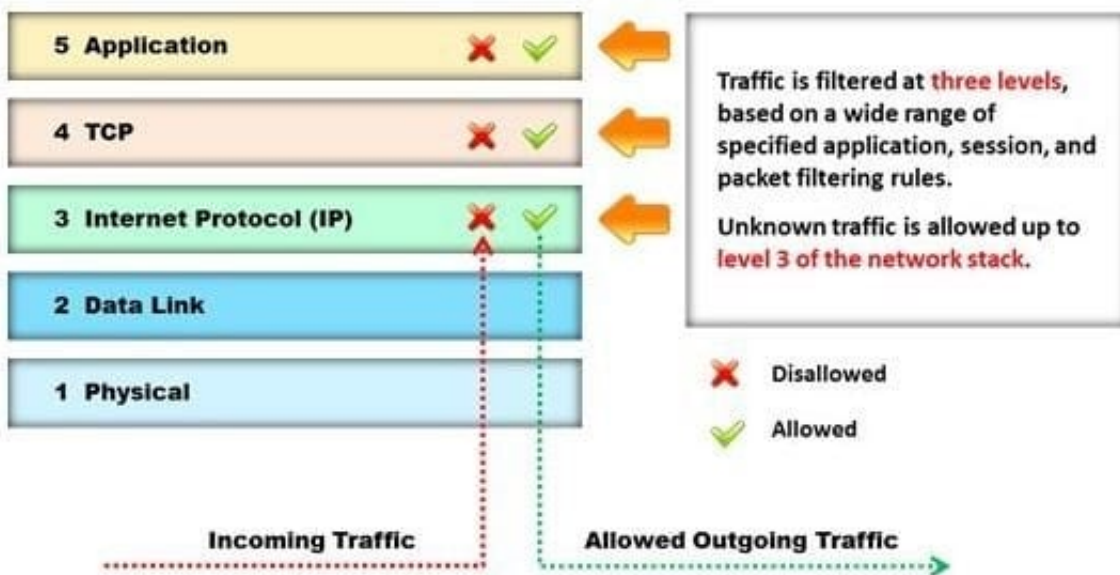 5 Application
4 TCP
3 Internet Protocol (IP)
2 Data Link
1 Physical
Traffic is filtered at three levels,
based on a wide range of
specified application, session, and
packet filtering rules.
Unknown traffic is allowed up to
level 3 of the network stack.
Disallowed
Allowed
Incoming Traffic
Allowed Outgoing Traffic